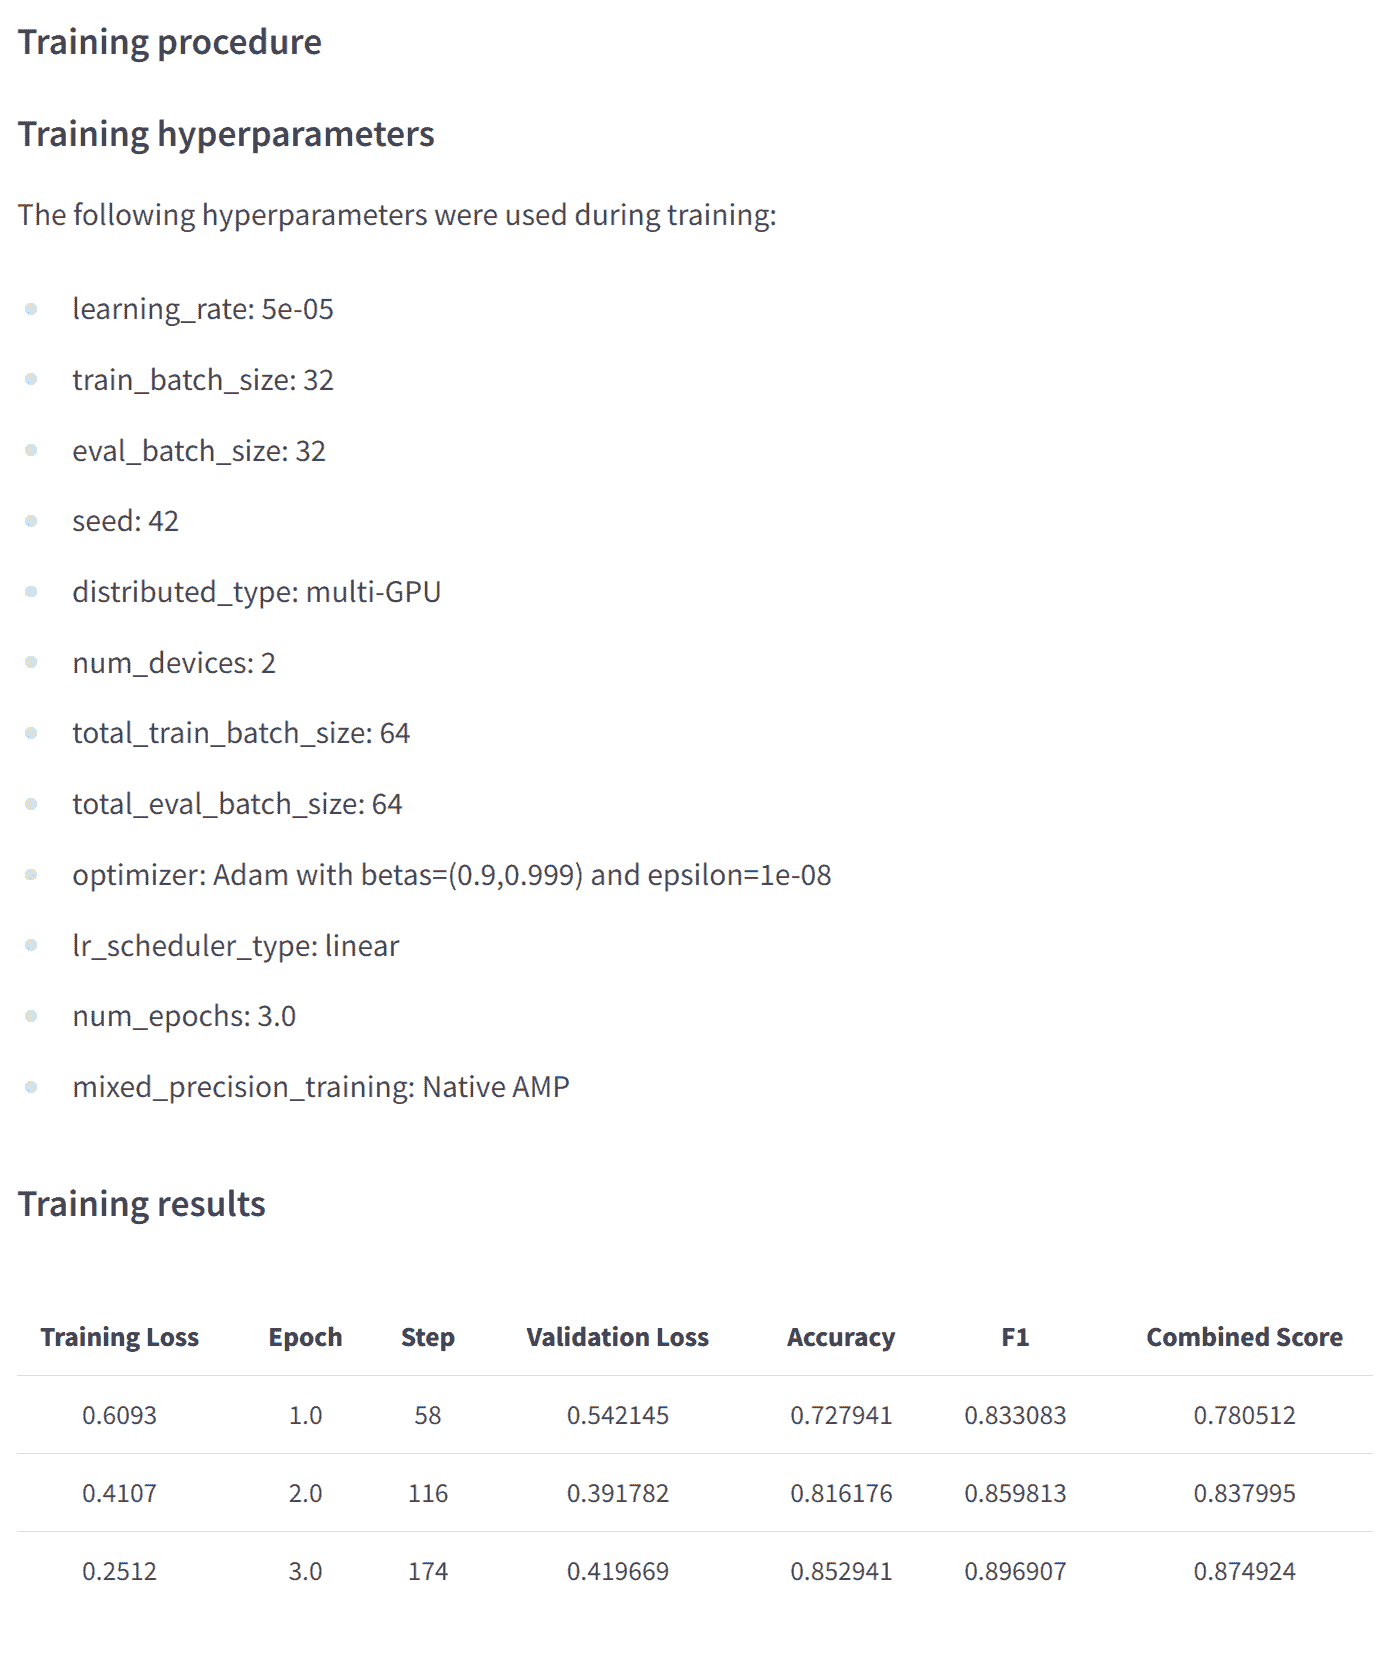 Training procedure
Training hyperparameters
The following hyperparameters were used during training:
learning_rate: 5e-05
train_batch_size: 32
eval_batch_size: 32
seed: 42
distributed_type: multi-GPU
num_devices: 2
total_train_batch_size: 64
total_eval_batch_size: 64
optimizer: Adam with betas=(0.9,0.999) and epsilon=1e-08
lr_scheduler_type: linear
num_epochs: 3.0
mixed_precision_training: Native AMP
Training results
Training Loss Epoch Step Validation Loss Accuracy F1 Combined Score
0.6093 1.0 58 0.542145 0.727941 0.833083 0.780512
0.4107 2.0 116 0.391782 0.816176 0.859813 0.837995
0.2512 3.0 174 0.419669 0.852941 0.896907 0.874924